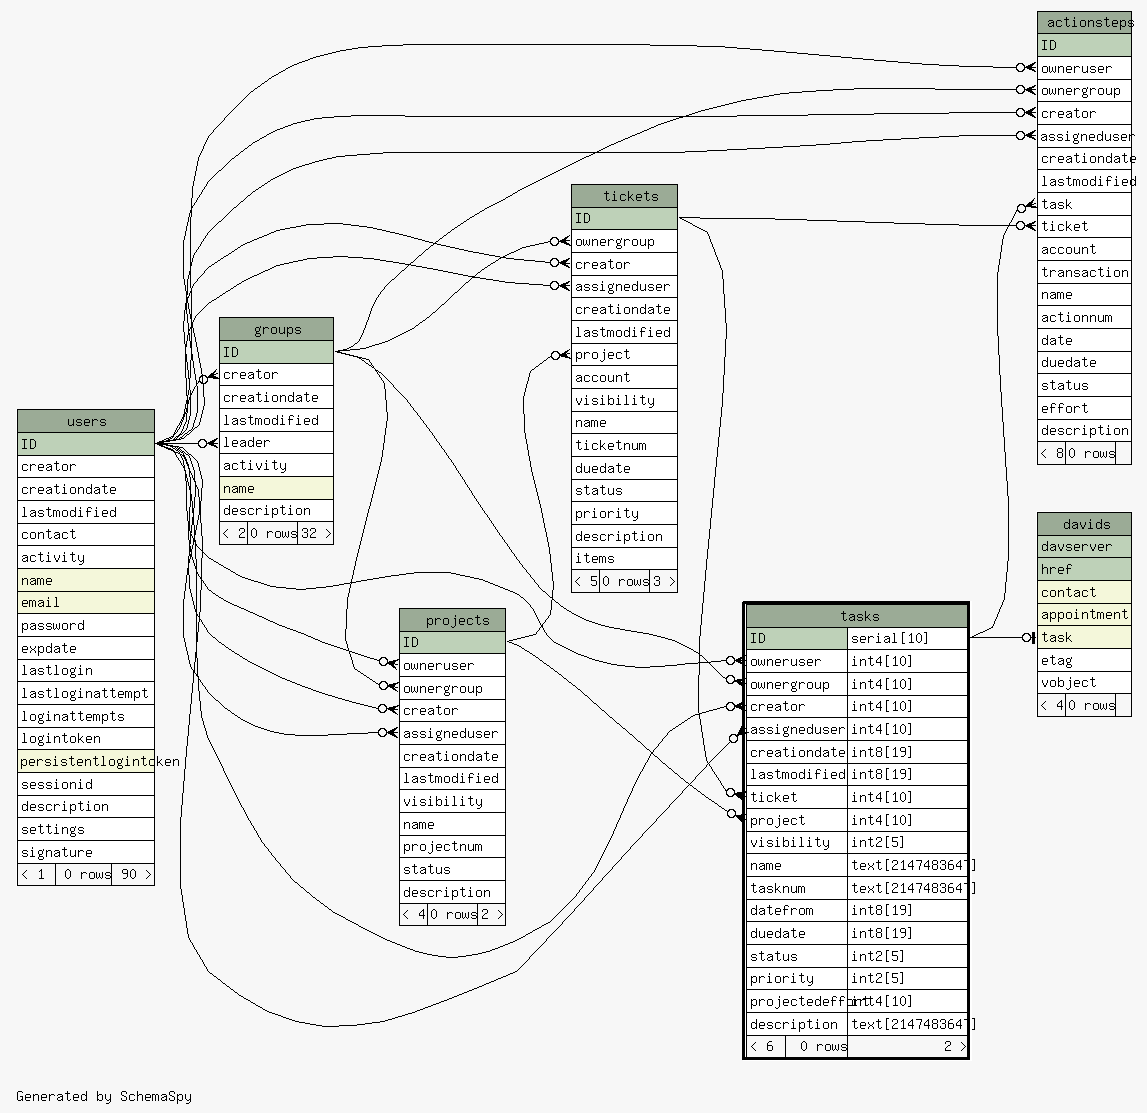 actionsteps
ID
owneruser
ownergroup
creator
assigneduser
creationdate
lastmodified
task
ticket
account
transaction
name
actionnum
date
duedate
status
effort
description
< 8 0 rows
tickets
ID
ownergroup
creator
assigneduser
creationdate
lastmodified
project
account
visibility
name
ticketnum
duedate
status
priority
description
items
< 5 0 rows 3 >
groups
ID
creator
creationdate
lastmodified
leader
activity
name
description
< 2 0 rows 32 >
users
ID
creator
creationdate
lastmodified
contact
activity
name
email
password
expdate
lastlogin
lastloginattempt
loginattempts
logintoken
persistentlogintoken
sessionid
description
settings
signature
< 1 0 rows 90 >
projects
ID
owneruser
ownergroup
creator
assigneduser
creationdate
lastmodified
visibility
name
projectnum
status
description
< 4 0 rows 2 >
davids
davserver
href
contact
appointment
task
etag
vobject
< 4 0 rows
tasks
ID serial[10]
owneruser int4[10]
ownergroup int4[10]
creator int4[10]
assigneduser int4[10]
creationdate int8[19]
lastmodified int8[19]
ticket int4[10]
project int4[10]
visibility int2[5]
name text[2147483647]
tasknum text[2147483647]
datefrom int8[19]
duedate int8[19]
status int2[5]
priority int2[5]
projectedeffort int4[10]
description text[2147483647]
< 6 0 rows 2 >
Generated by SchemaSpy